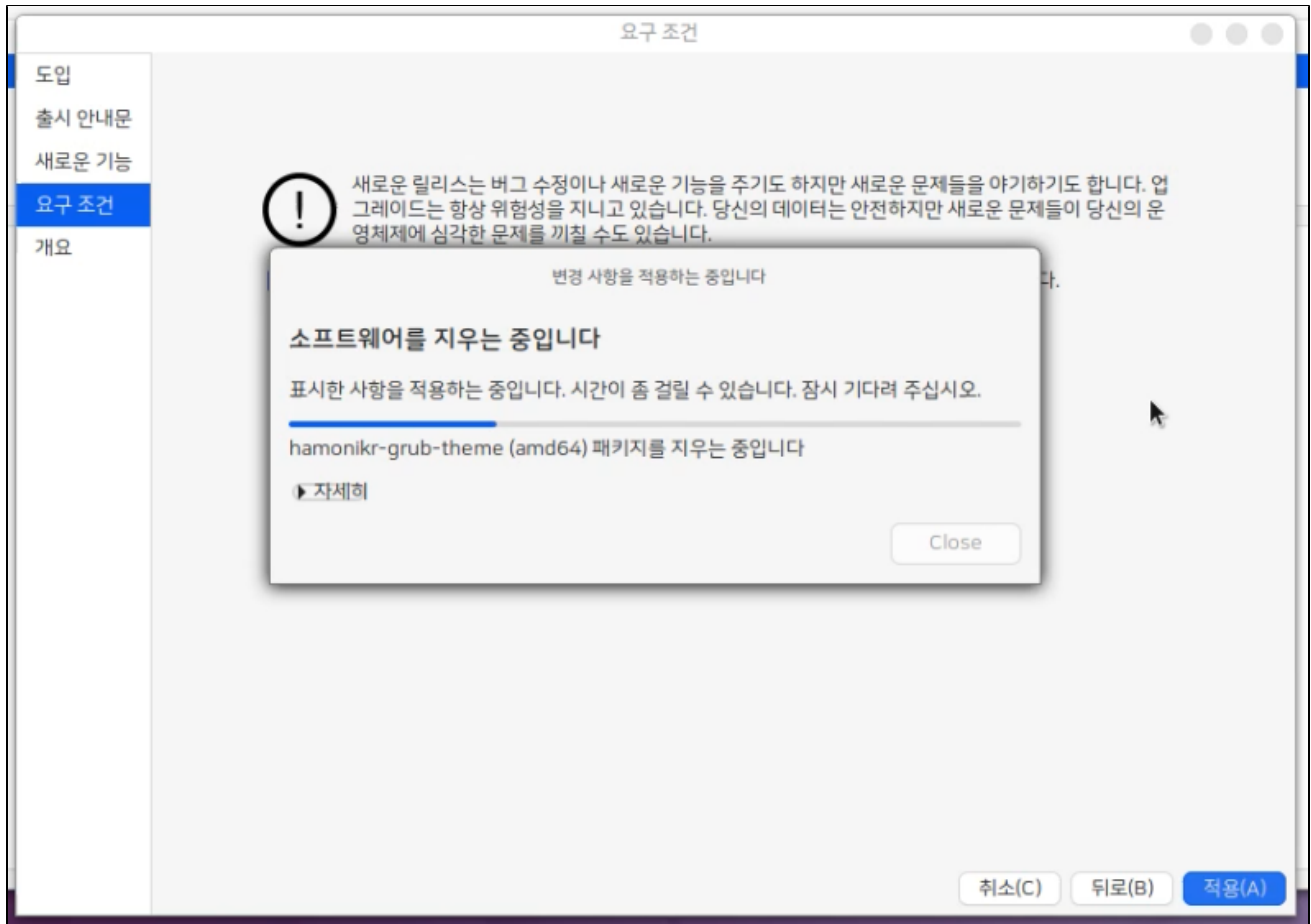 요구 조건
도입
출시 안내문
새로운 기능
요구 조건
개요
새로운 릴리스는 버그 수정이나 새로운 기능을 주기도 하지만 새로운 문제들을 야기하기도 합니다. 업
그레이드는 항상 위험성을 지니고 있습니다. 당신의 데이터는 안전하지만 새로운 문제들이 당신의 운
영체제에 심각한 문제를 끼칠 수도 있습니다.
다.
변경 사항을 적용하는 중입니다
소프트웨어를 지우는 중입니다
표시한 사항을 적용하는 중입니다. 시간이 좀 걸릴 수 있습니다. 잠시 기다려 주십시오.
hamonikr-grub-theme (amd64) 패키지를 지우는 중입니다
자세히
Close
취소(C)
뒤로(B)
적용(A)